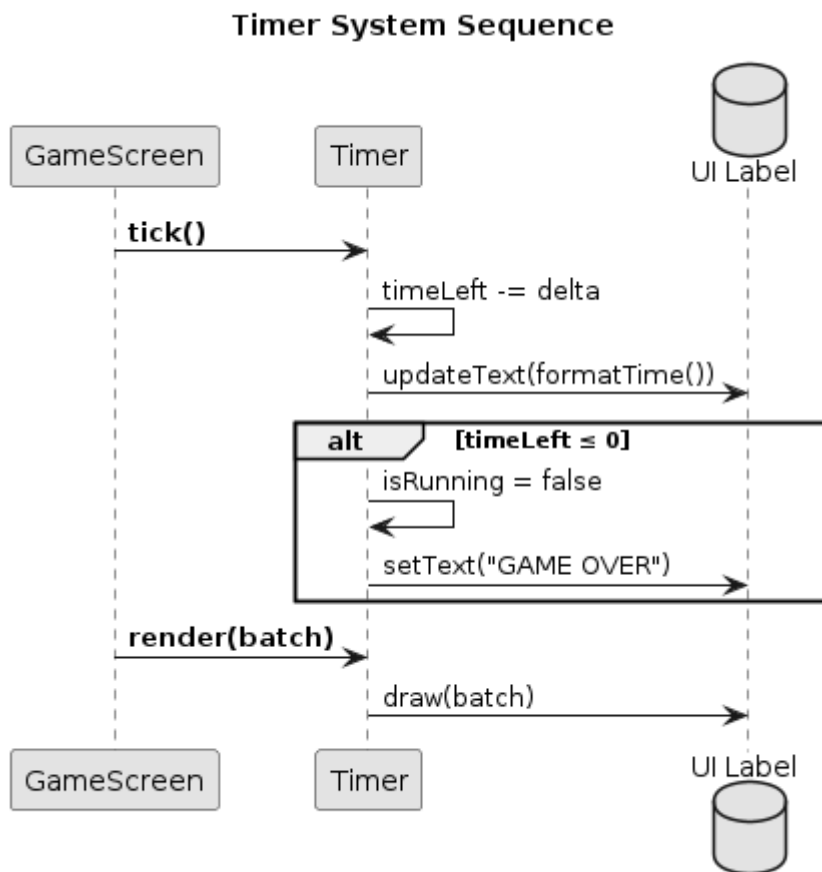 Timer System Sequence
GameScreen
Timer
UI Label
tick()
timeLeft -= delta
updateText(formatTime())
alt
[timeLeft ≤ 0]
isRunning = false
setText("GAME OVER")
render(batch)
draw(batch)
GameScreen
Timer
UI Label